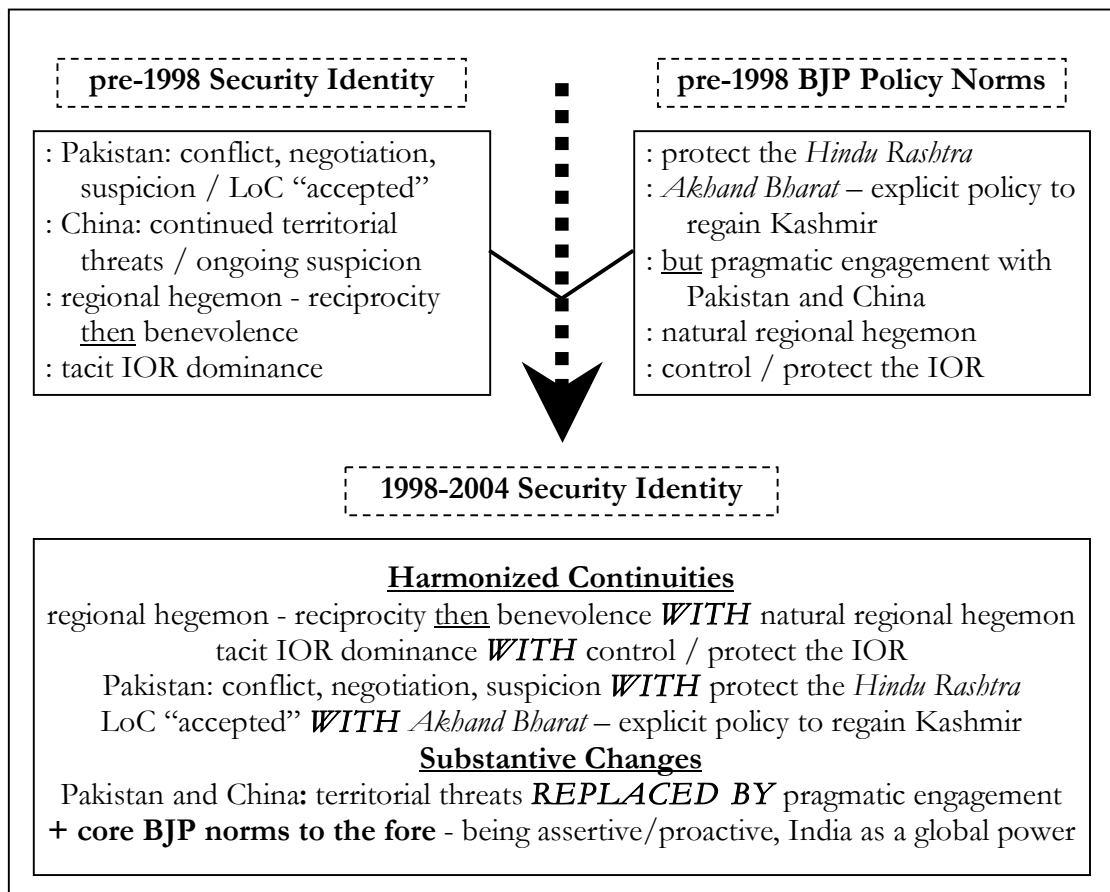 pre-1998 Security Identity
: Pakistan: conflict, negotiation,
suspicion / LoC “accepted”
: China: continued territorial
threats / ongoing suspicion
: regional hegemon - reciprocity
then benevolence
: tacit IOR dominance
pre-1998 BJP Policy Norms
: protect the Hindu Rashtra
: Akhand Bharat – explicit policy to
regain Kashmir
: but pragmatic engagement with
Pakistan and China
: natural regional hegemon
: control / protect the IOR
1998-2004 Security Identity
Harmonized Continuities
regional hegemon - reciprocity then benevolence WITH natural regional hegemon
tacit IOR dominance WITH control / protect the IOR
Pakistan: conflict, negotiation, suspicion WITH protect the Hindu Rashtra
LoC “accepted” WITH Akhand Bharat – explicit policy to regain Kashmir
Substantive Changes
Pakistan and China: territorial threats REPLACED BY pragmatic engagement
+ core BJP norms to the fore - being assertive/proactive, India as a global power